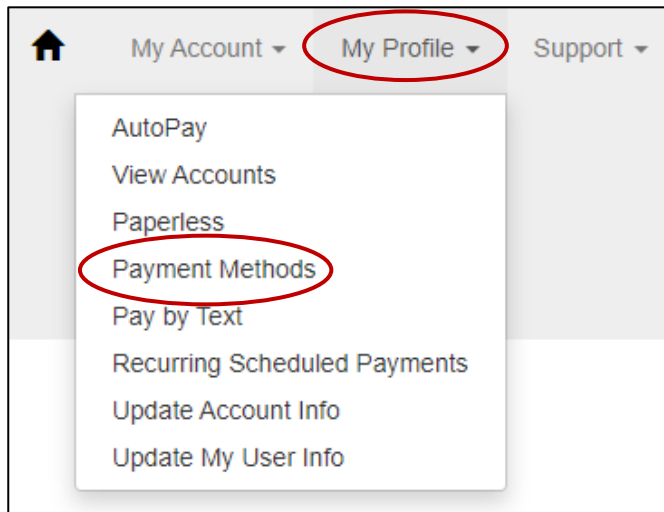 My Account My Profile Support
AutoPay
View Accounts
Paperless
Payment Methods
Pay by Text
Recurring Scheduled Payments
Update Account Info
Update My User Info